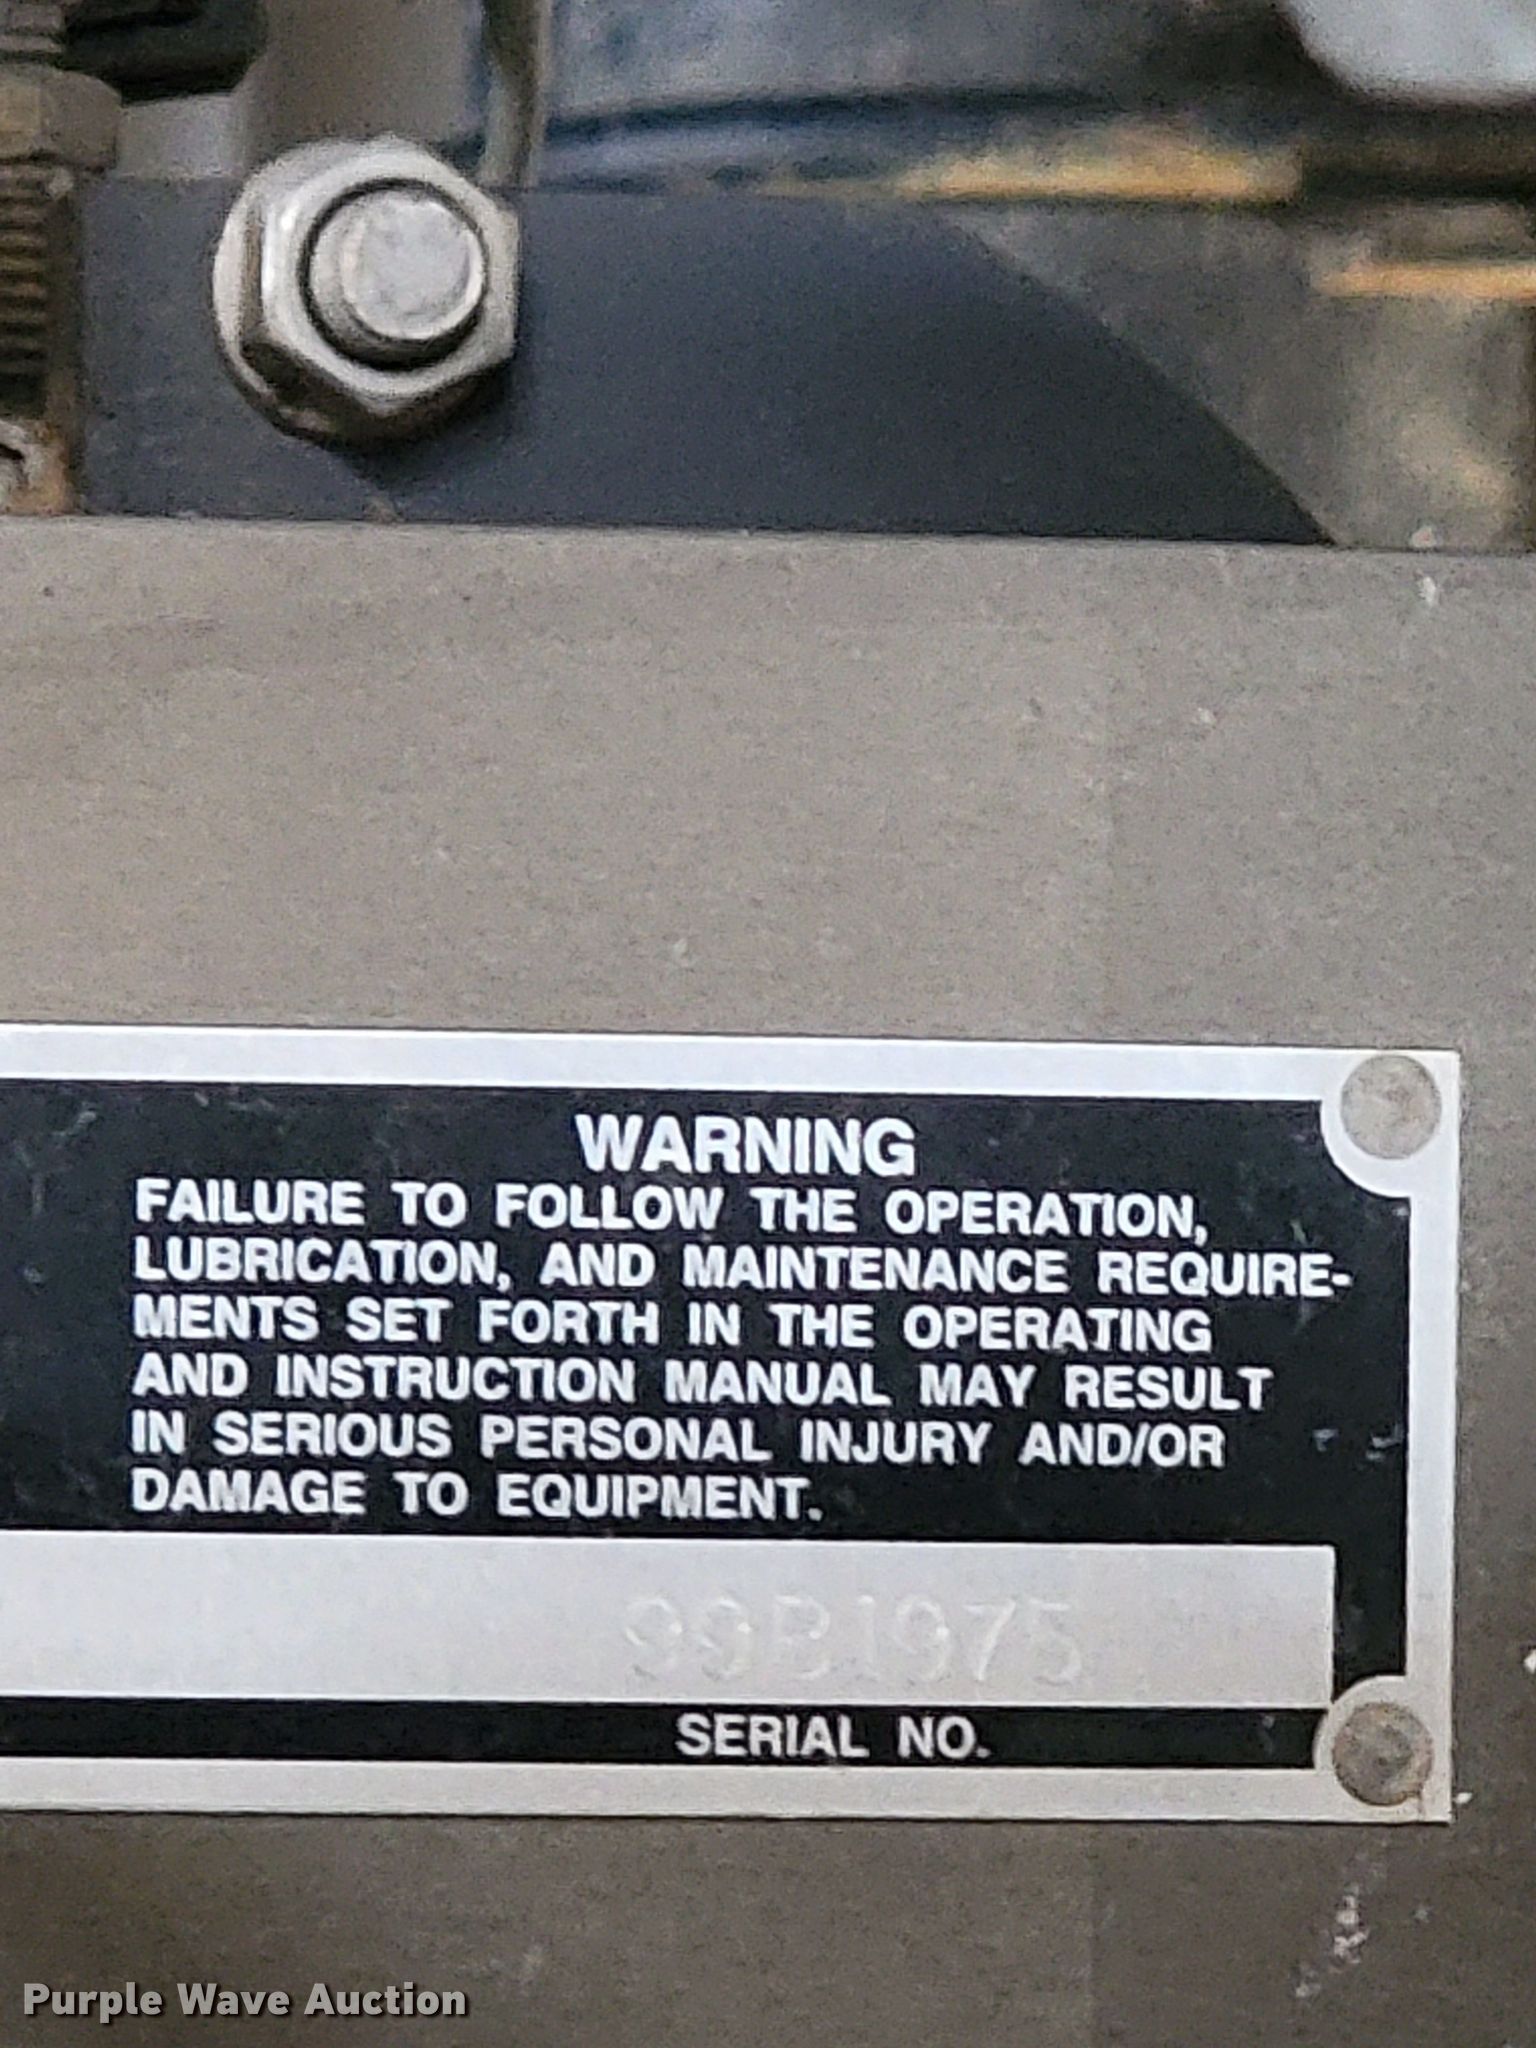 WARNING
FAILURE TO FOLLOW THE OPERATION,
LUBRICATION, AND MAINTENANCE REQUIRE-
MENTS SET FORTH IN THE OPERATING
AND INSTRUCTION MANUAL MAY RESULT
IN SERIOUS PERSONAL INJURY AND/OR
DAMAGE TO EQUIPMENT.
99B1975
SERIAL NO.
Purple Wave Auction